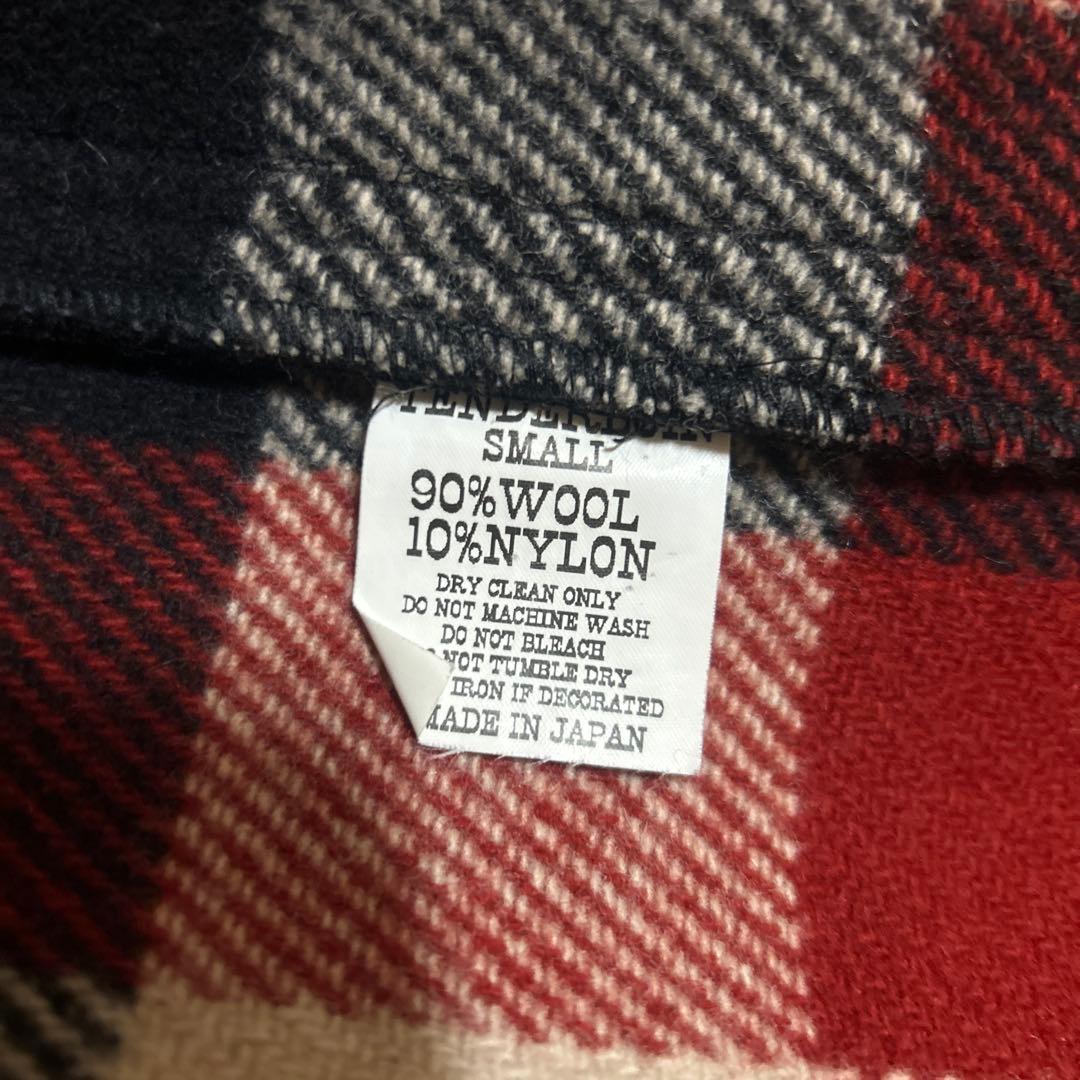 TENDERLOIN
SMALL
90%WOOL
10%NYLON
DRY CLEAN ONLY
DO NOT MACHINE WASH
DO NOT BLEACH
NOT TUMBLE DRY
IRON IF DECORATED
MADE IN JAPAN